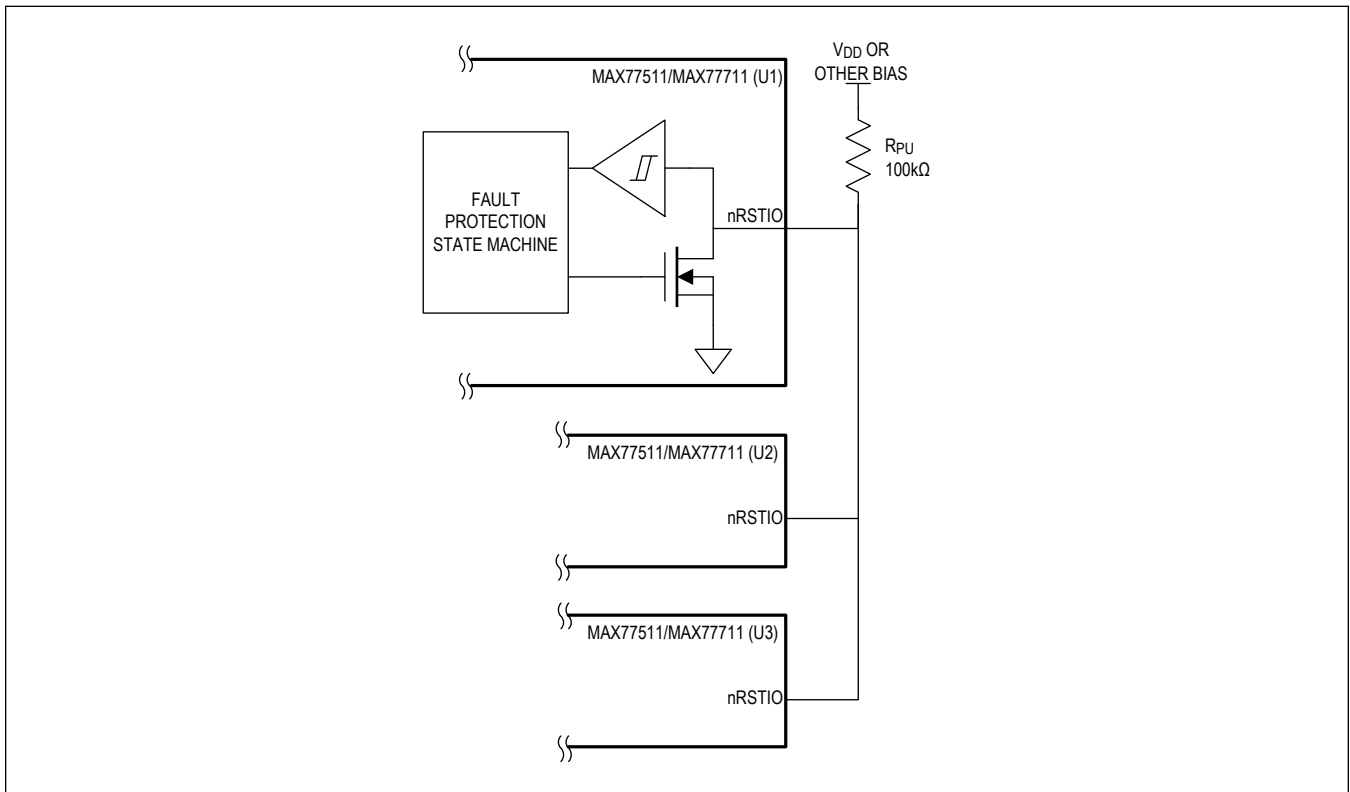 MAX77511/MAX77711 (U1)
VDD OR
OTHER BIAS
RPU
100kΩ
FAULT
PROTECTION
STATE MACHINE
nRSTIO
MAX77511/MAX77711 (U2)
nRSTIO
MAX77511/MAX77711 (U3)
nRSTIO